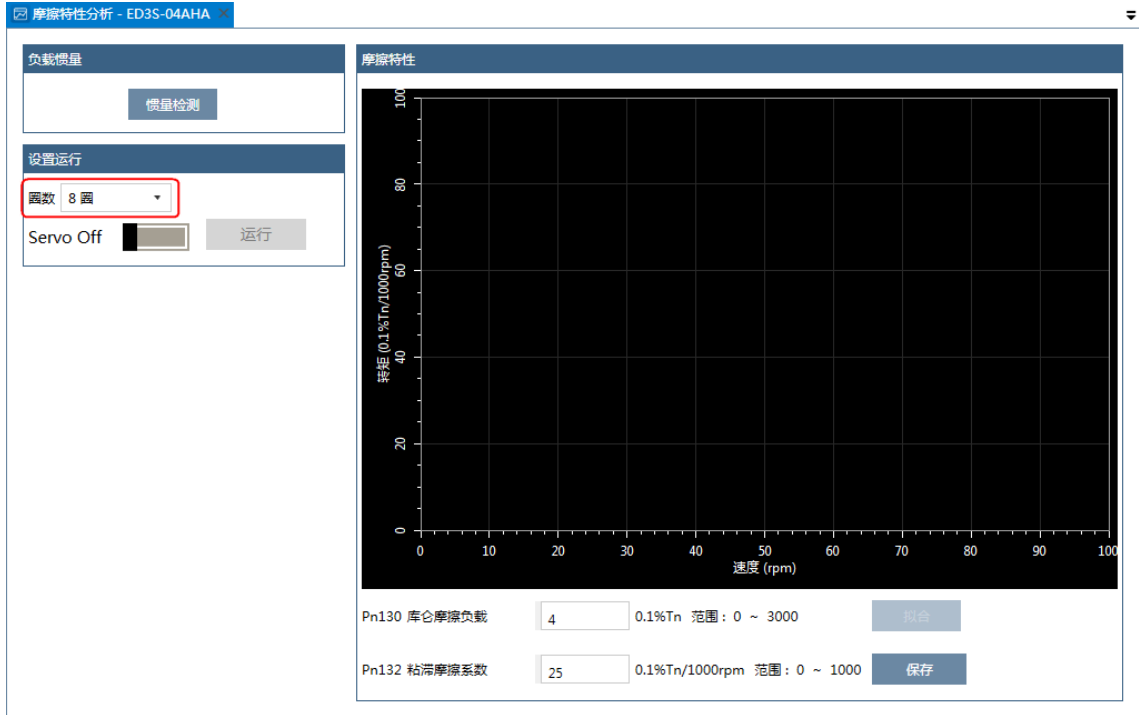 摩擦特性分析 - ED3S-04AHA
负载惯量
惯量检测
设置运行
圈数 8 圈
Servo Off 运行
摩擦特性
转矩 (0.1%Tn/1000rpm)
100
80
60
40
20
0
0 10 20 30 40 50 60 70 80 90 100
速度 (rpm)
Pn130 库仑摩擦负载 4 0.1%Tn 范围：0 ~ 3000 拟合
Pn132 粘滞摩擦系数 25 0.1%Tn/1000rpm 范围：0 ~ 1000 保存